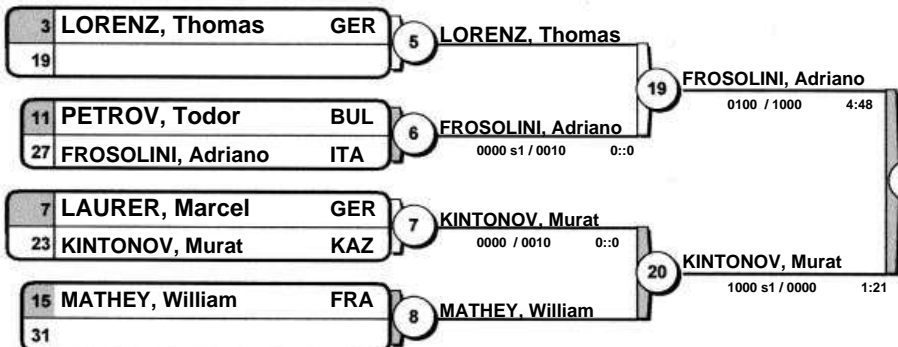 3 LORENZ, Thomas GER
19
5 LORENZ, Thomas
11 PETROV, Todor BUL
27 FROSOLINI, Adriano ITA
6 FROSOLINI, Adriano
0000 s1 / 0010 0::0
19 FROSOLINI, Adriano
0100 / 1000 4:48
7 LAURER, Marcel GER
23 KINTONOV, Murat KAZ
7 KINTONOV, Murat
0000 / 0010 0::0
15 MATHEY, William FRA
31
8 MATHEY, William
20 KINTONOV, Murat
1000 s1 / 0000 1:21